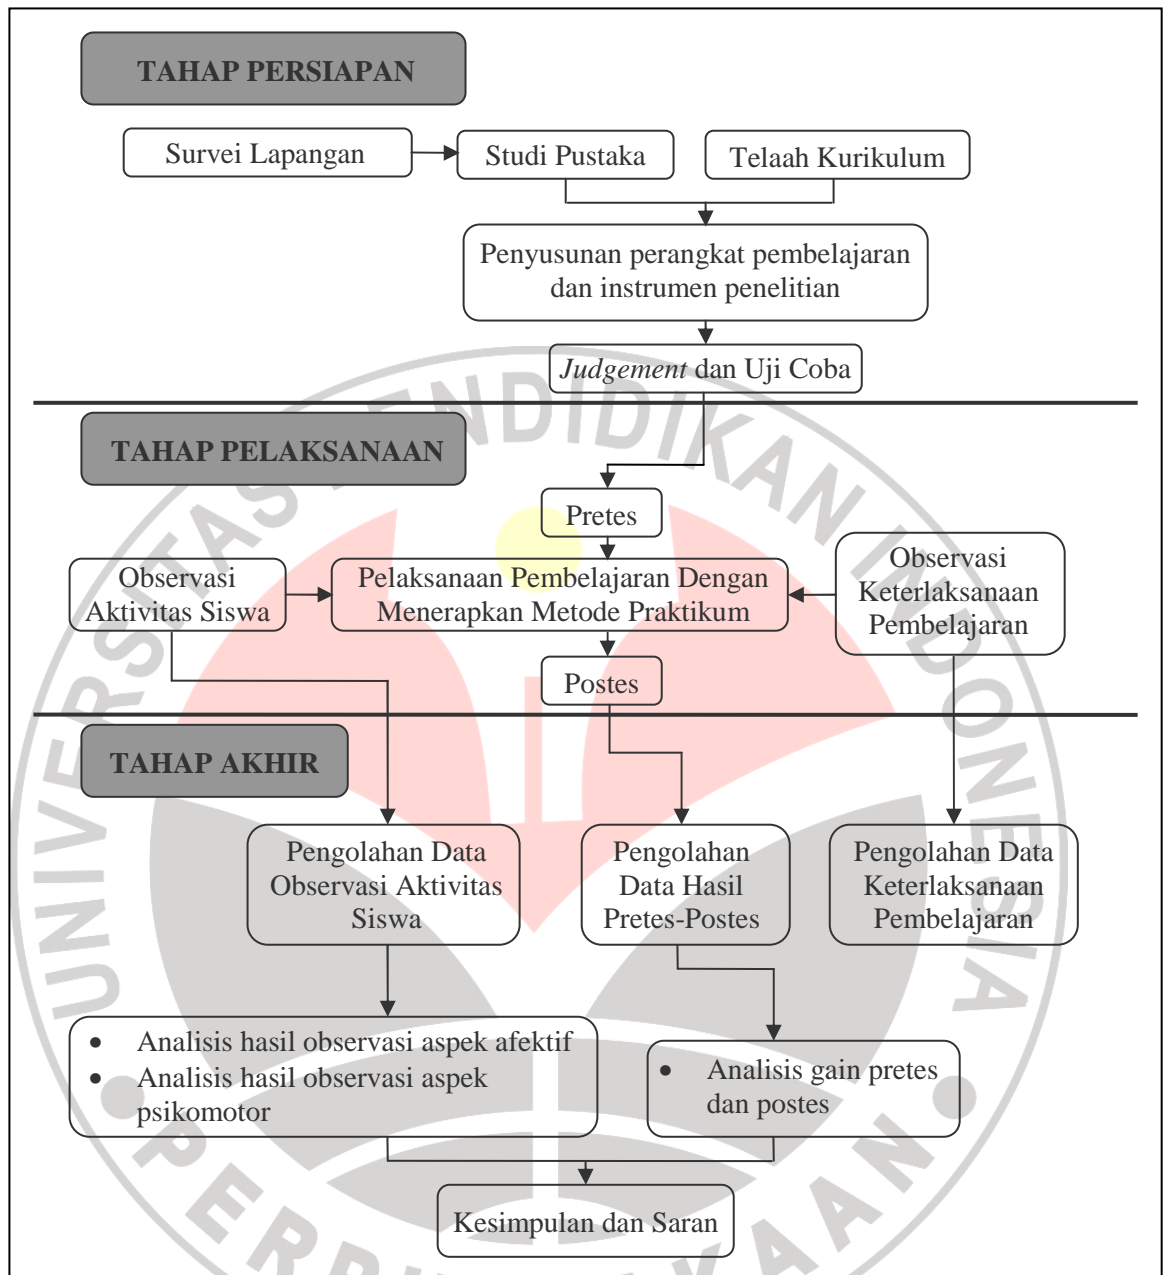 TAHAP PERSIAPAN
Survei Lapangan
Studi Pustaka
Telaah Kurikulum
Penyusunan perangkat pembelajaran
dan instrumen penelitian
Judgement dan Uji Coba
TAHAP PELAKSANAAN
Pretes
Observasi
Aktivitas Siswa
Pelaksanaan Pembelajaran Dengan
Menerapkan Metode Praktikum
Observasi
Keterlaksanaan
Pembelajaran
Postes
TAHAP AKHIR
Pengolahan Data
Observasi Aktivitas
Siswa
Pengolahan
Data Hasil
Pretes-Postes
Pengolahan Data
Keterlaksanaan
Pembelajaran
• Analisis hasil observasi aspek afektif
• Analisis hasil observasi aspek
psikomotor
• Analisis gain pretes
dan postes
Kesimpulan dan Saran
UNIVERSITAS PENDIDIKAN INDONESIA